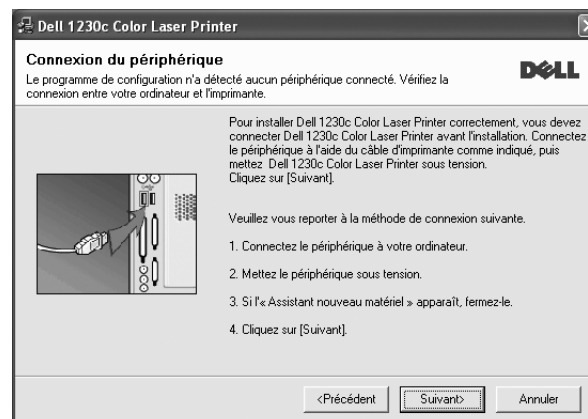 Dell 1230c Color Laser Printer
Connexion du périphérique
Le programme de configuration n'a détecté aucun périphérique connecté. Vérifiez la
connexion entre votre ordinateur et l'imprimante.
DELL
Pour installer Dell 1230c Color Laser Printer correctement, vous devez
connecter Dell 1230c Color Laser Printer avant l'installation. Connectez
le périphérique à l'aide du câble d'imprimante comme indiqué, puis
mettez Dell 1230c Color Laser Printer sous tension.
Cliquez sur [Suivant].
Veuillez vous reporter à la méthode de connexion suivante.
1. Connectez le périphérique à votre ordinateur.
2. Mettez le périphérique sous tension.
3. Si l'« Assistant nouveau matériel » apparaît, fermez-le.
4. Cliquez sur [Suivant].
<Précédent
Suivant>
Annuler